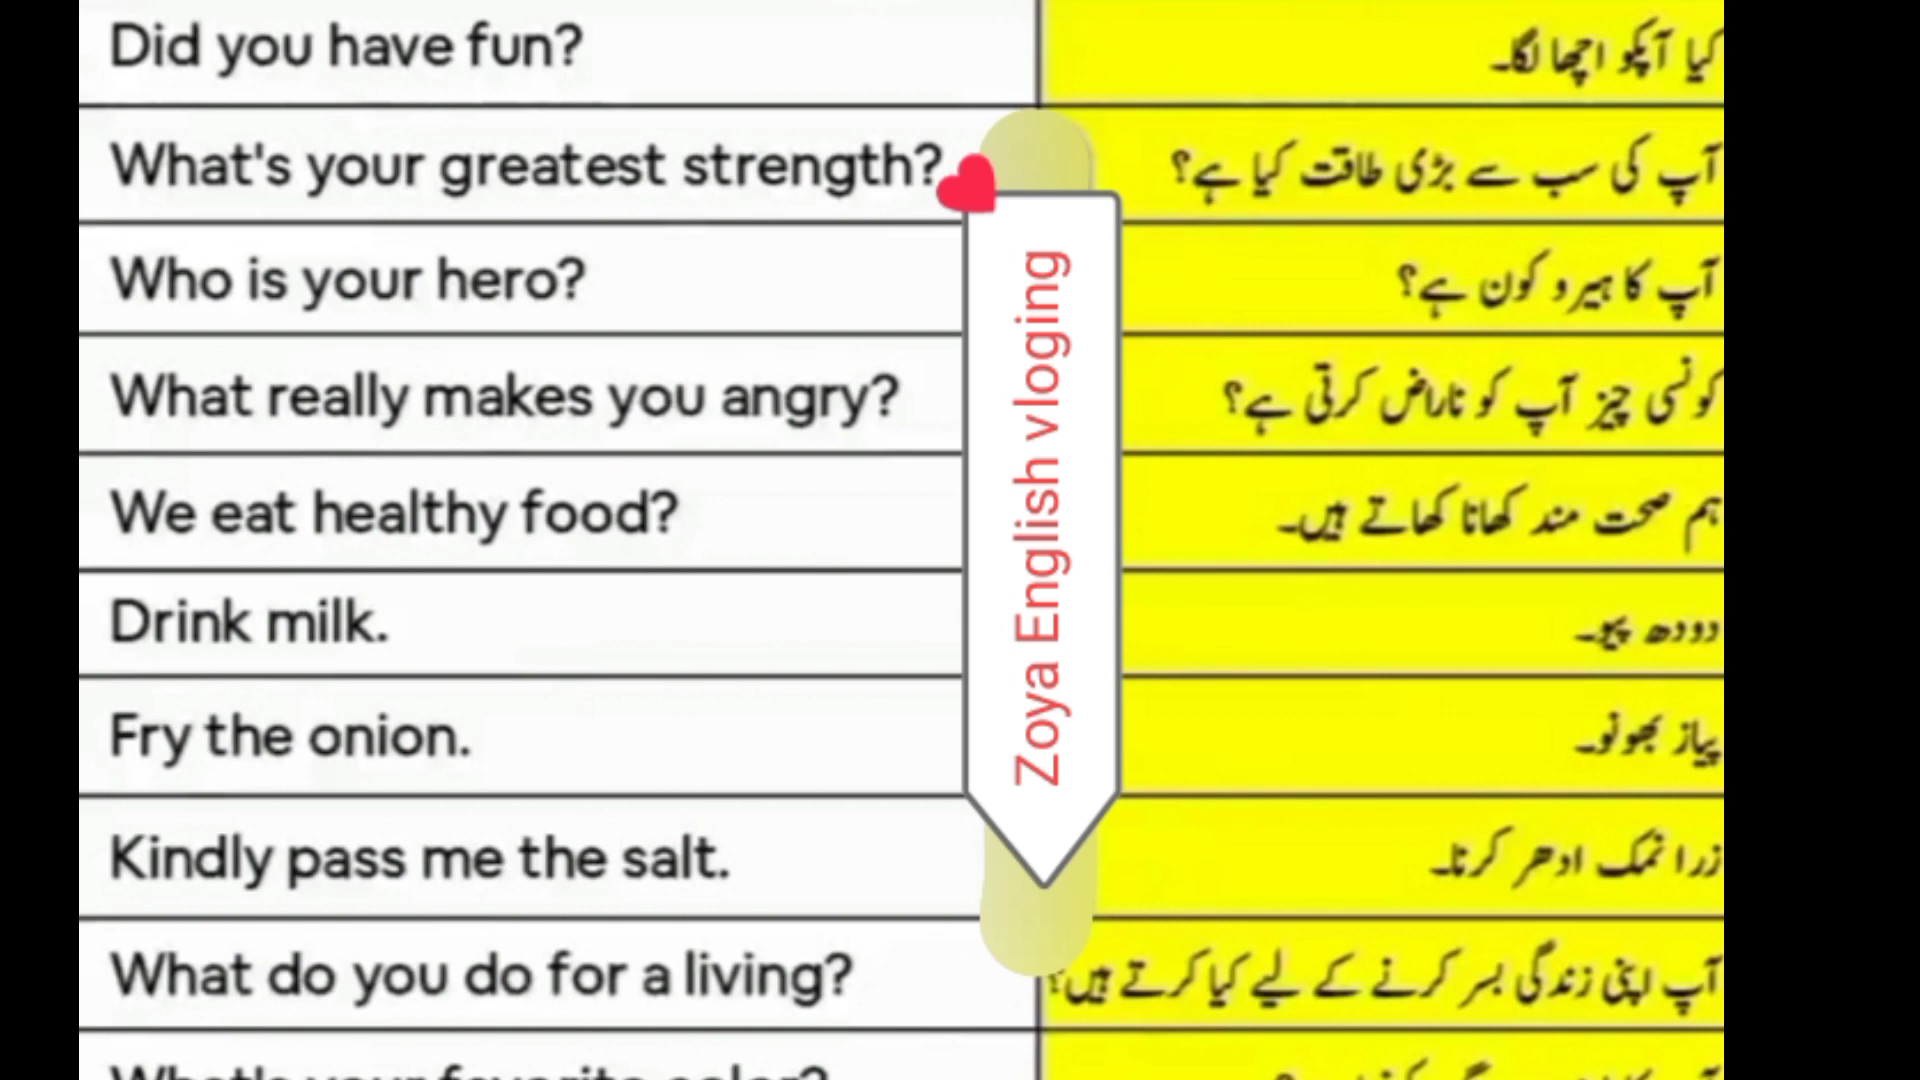 Did you have fun?
کیا آپکو اچھا لگا۔
What's your greatest strength?
آپ کی سب سے بڑی طاقت کیا ہے؟
Who is your hero?
آپ کا ہیرو کون ہے؟
What really makes you angry?
کونسی چیز آپ کو ناراض کرتی ہے؟
We eat healthy food?
ہم صحت مند کھانا کھاتے ہیں۔
Drink milk.
دودھ پیو۔
Fry the onion.
پیاز بھونو۔
Kindly pass me the salt.
زرا نمک ادھر کرنا۔
What do you do for a living?
آپ اپنی زندگی بسر کرنے کے لیے کیا کرتے ہیں؟
What's your favorite color?
Zoya English vloging